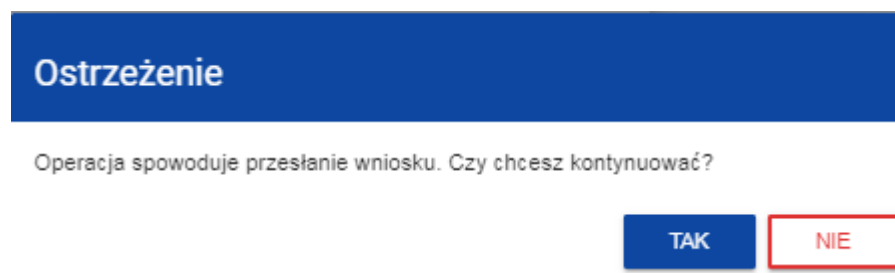 Ostrzeżenie
Operacja spowoduje przesłanie wniosku. Czy chcesz kontynuować?
TAK NIE